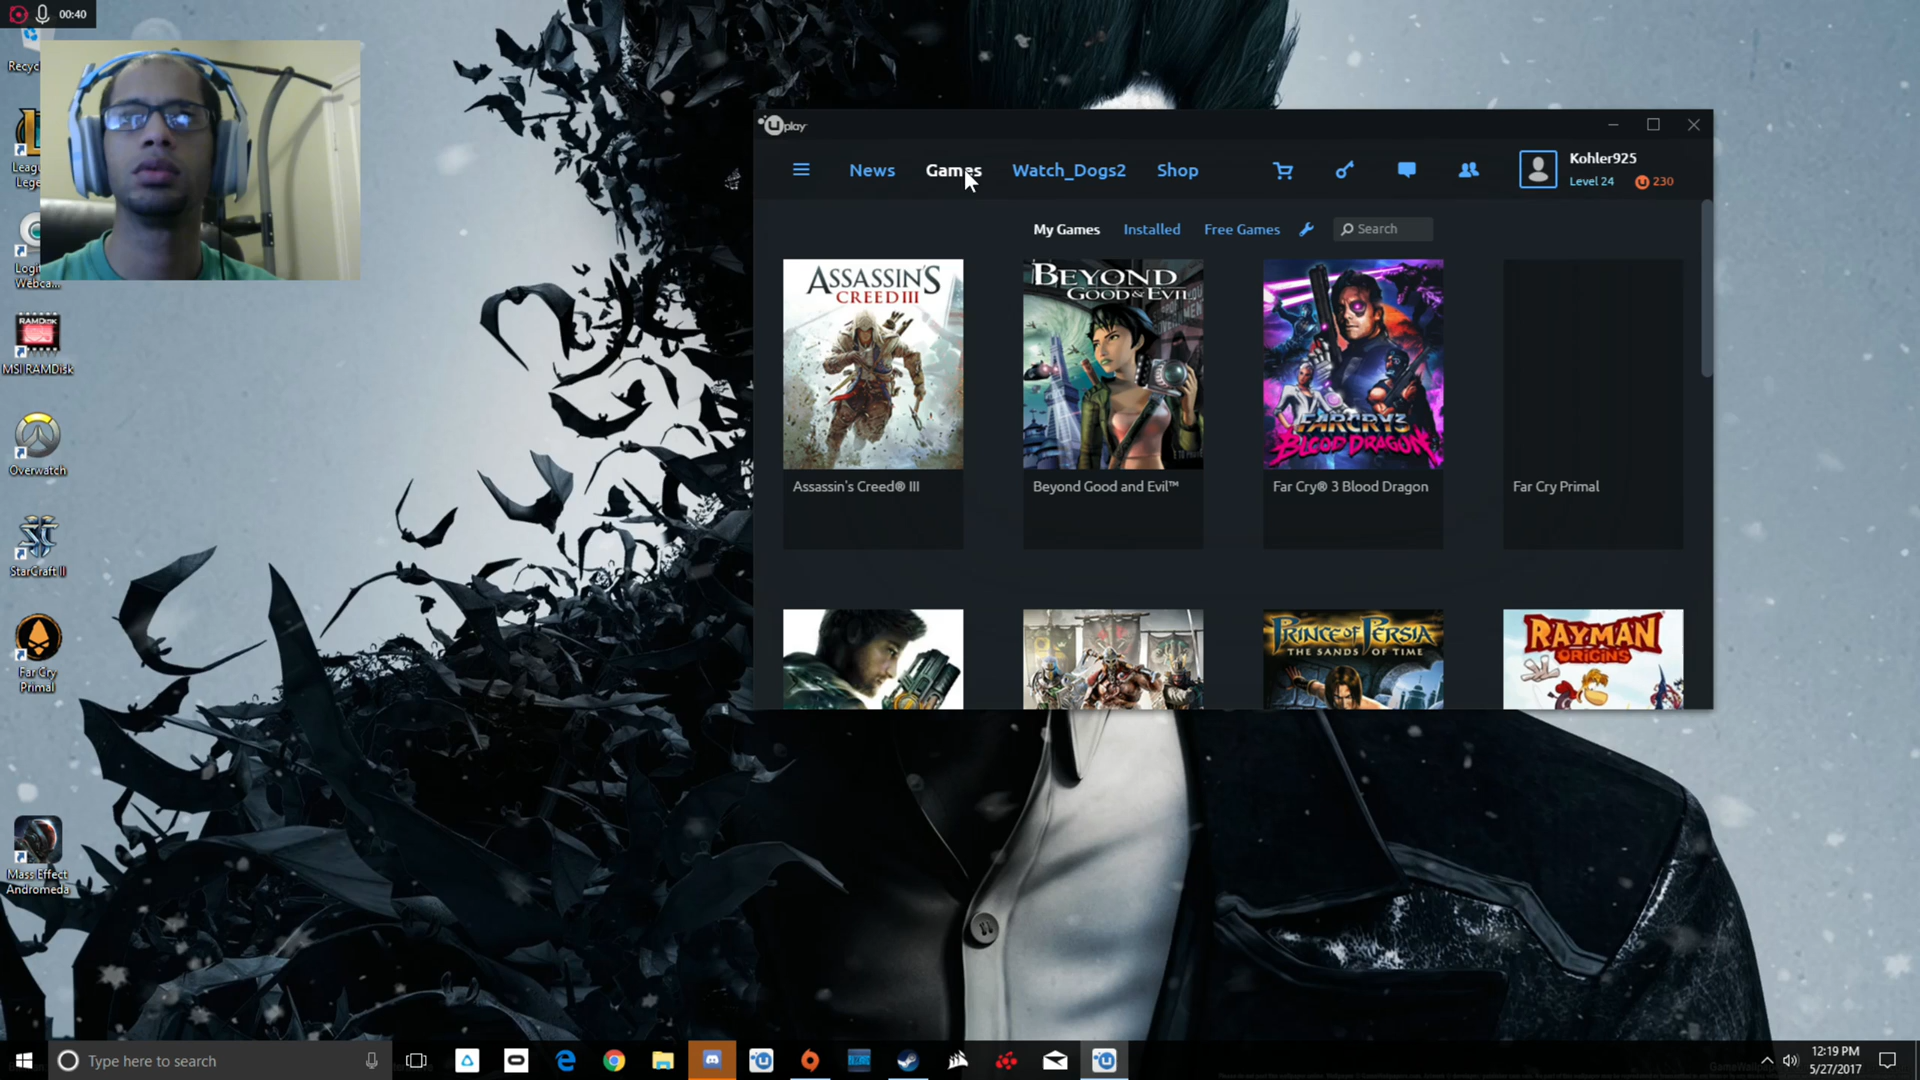 00:40
Recyc
Leag
Lege
Logit
Webca...
RAMDisk
MSI RAMDisk
Overwatch
StarCraft II
Far Cry
Primal
Mass Effect
Andromeda
Uplay
News
Games
Watch_Dogs2
Shop
Kohler925
Level 24
230
My Games
Installed
Free Games
Search
ASSASSIN'S
CREED III
BEYOND
GOOD & EVIL
FARCRY3
BLOOD DRAGON
Assassin's Creed® III
Beyond Good and Evil™
Far Cry® 3 Blood Dragon
Far Cry Primal
PRINCE OF PERSIA
THE SANDS OF TIME
RAYMAN
ORIGINS
Type here to search
12:19 PM
5/27/2017